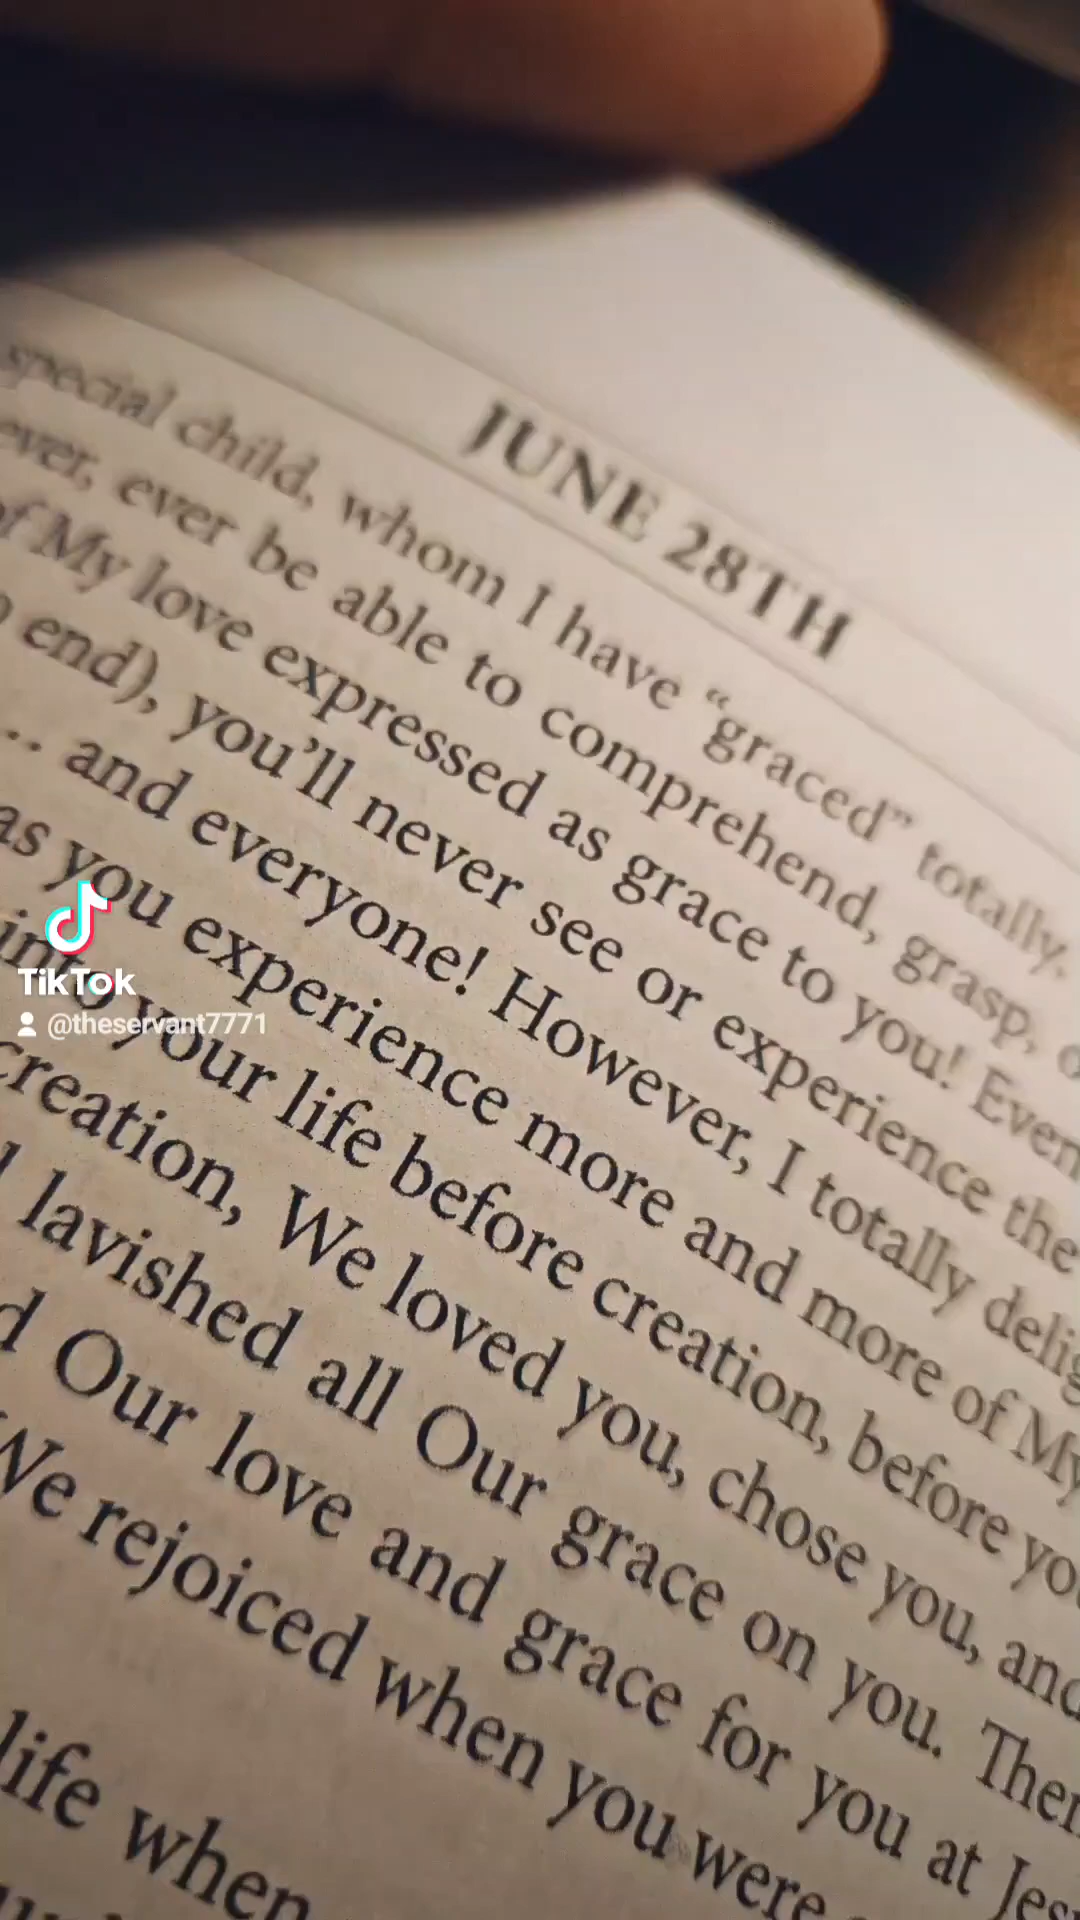 JUNE 28TH
special child, whom I have “graced” totally.
ever, ever be able to comprehend, grasp,
of My love expressed as grace to you! Even
end), you’ll never see or experience the
... and everyone! However, I totally
as you experience more and more of My
into your life before creation, before
creation, We loved you, chose you, and
lavished all Our grace on you. Then
Our love and grace for you at
We rejoiced when you were
life when
TikTok
@theservant7771